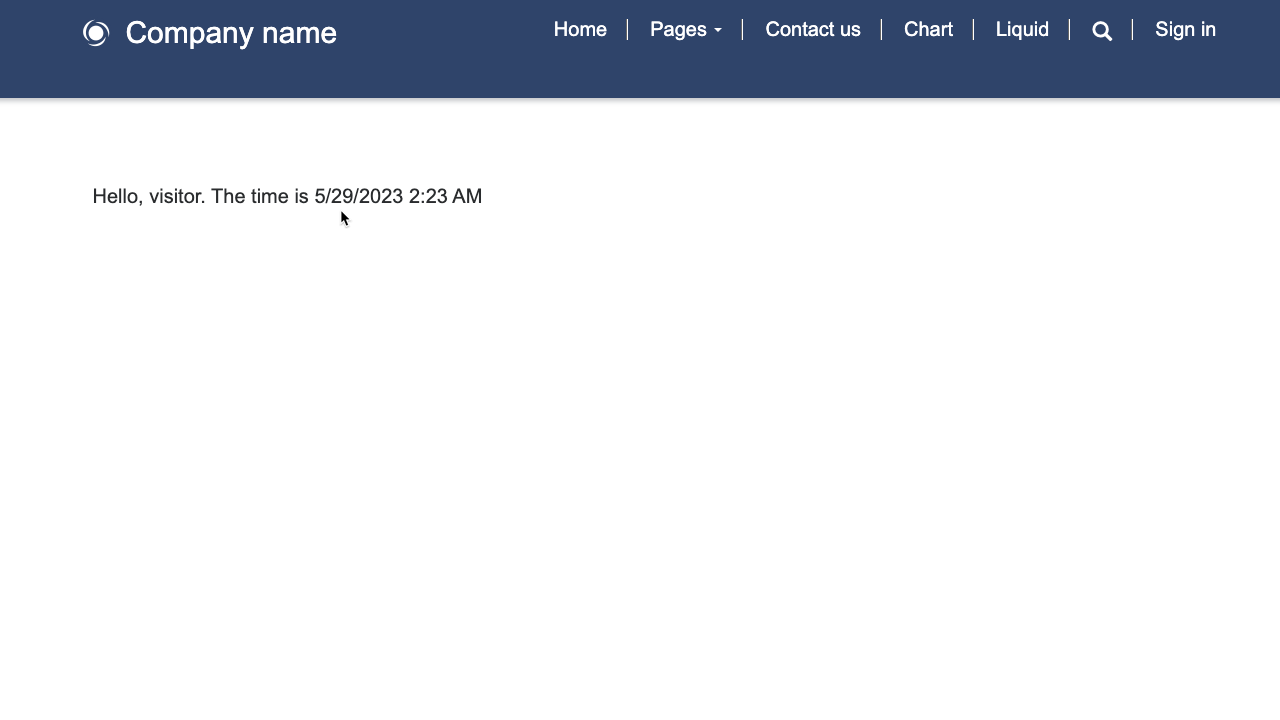 Company name
Home Pages Contact us Chart Liquid Sign in
Hello, visitor. The time is 5/29/2023 2:23 AM